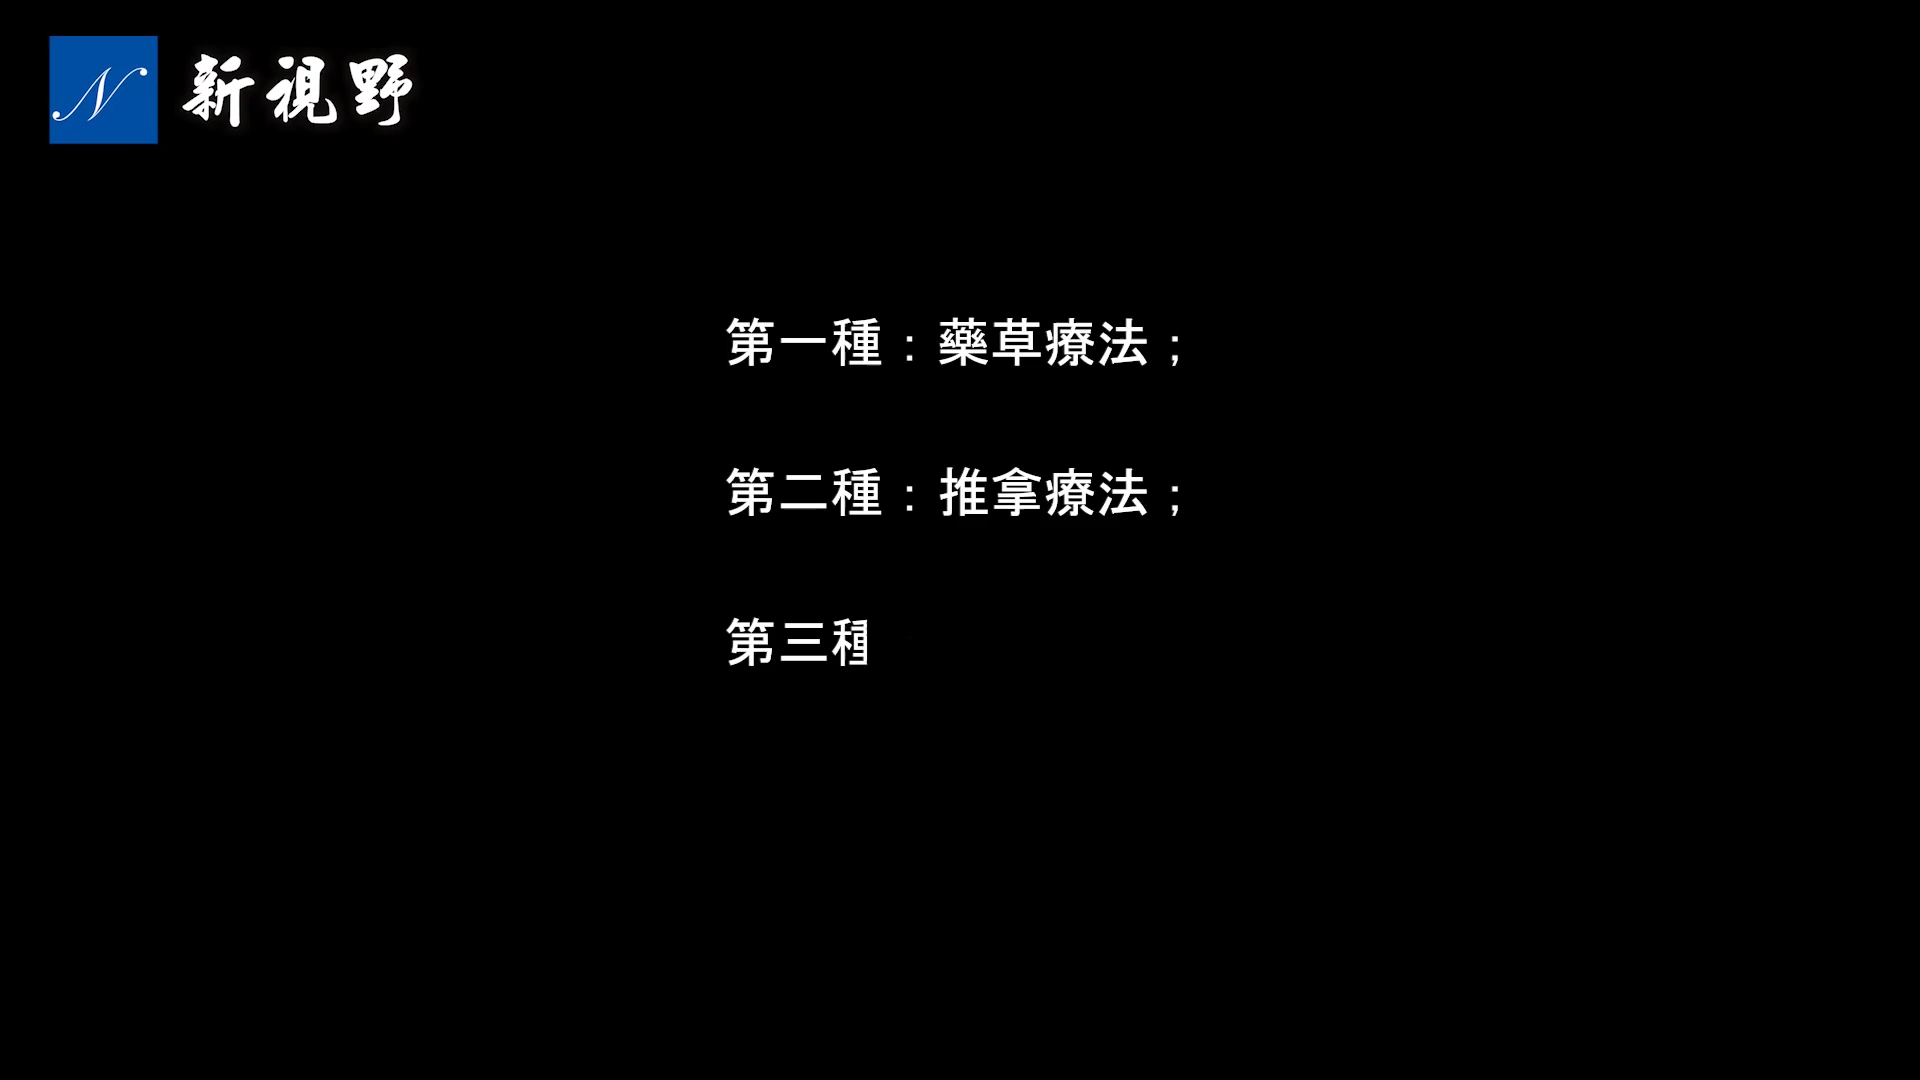 新視野
第一種：藥草療法；
第二種：推拿療法；
第三種